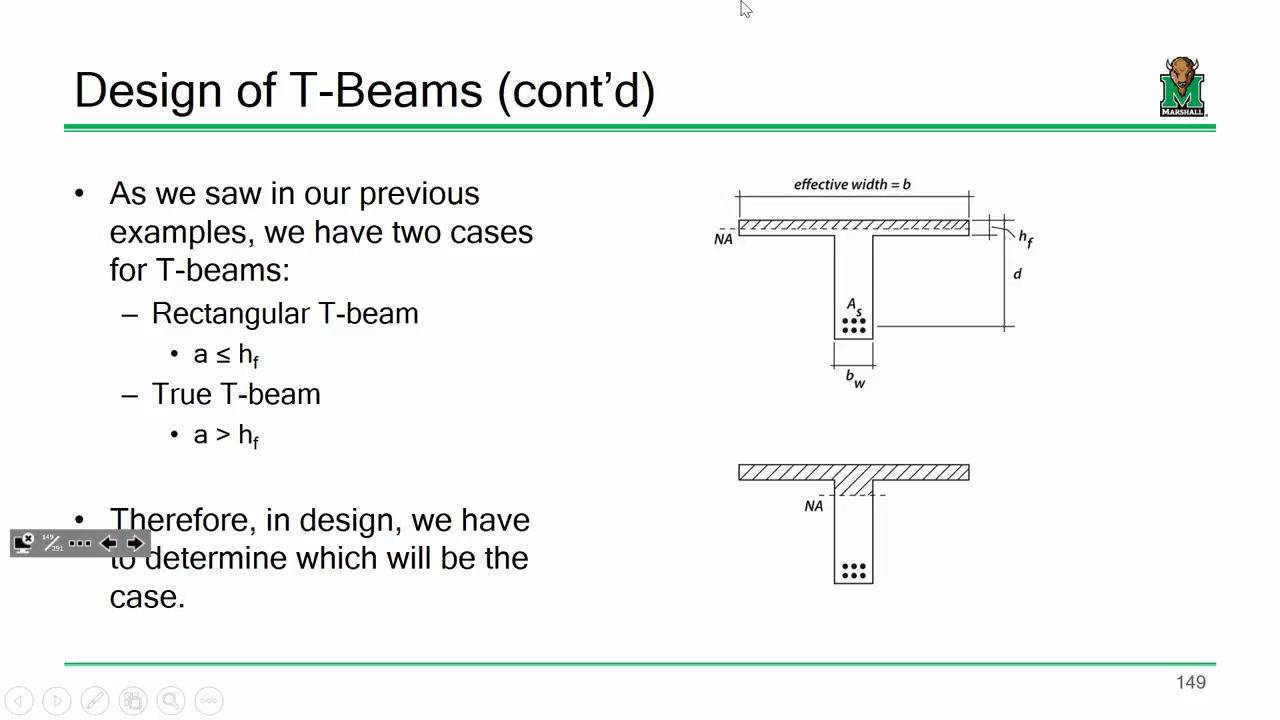 Design of T-Beams (cont’d)
MARSHALL
• As we saw in our previous
examples, we have two cases
for T-beams:
– Rectangular T-beam
• a ≤ hf
– True T-beam
• a > hf
• Therefore, in design, we have
to determine which will be the
case.
149/291
effective width = b
NA
hf
d
As
bw
NA
149